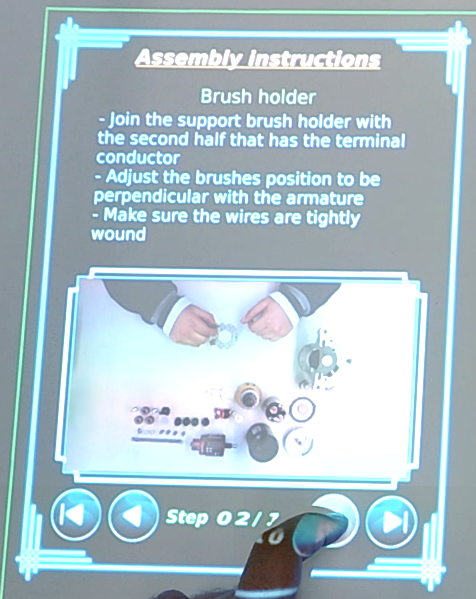 Assembly Instructions
Brush holder
- Join the support brush holder with
the second half that has the terminal
conductor
- Adjust the brushes position to be
perpendicular with the armature
- Make sure the wires are tightly
wound
Step 02/